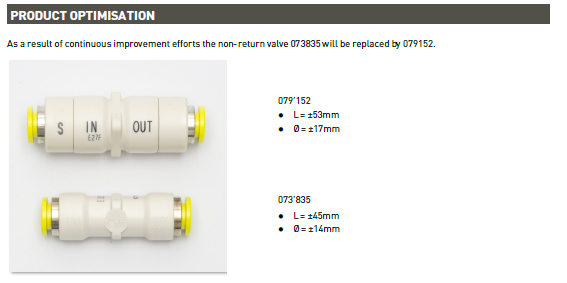 PRODUCT OPTIMISATION
As a result of continuous improvement efforts the non-return valve 073835 will be replaced by 079152.
S IN OUT
E27F
079'152
• L= ±53mm
• Ø= ±17mm
073'835
• L= ±45mm
• Ø= ±14mm